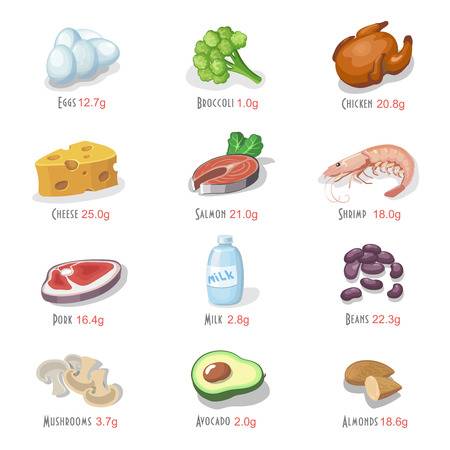 Eggs 12.7g
Broccoli 1.0g
Chicken 20.8g
Cheese 25.0g
Salmon 21.0g
Shrimp 18.0g
MILK
Pork 16.4g
Milk 2.8g
Beans 22.3g
Mushrooms 3.7g
Avocado 2.0g
Almonds 18.6g